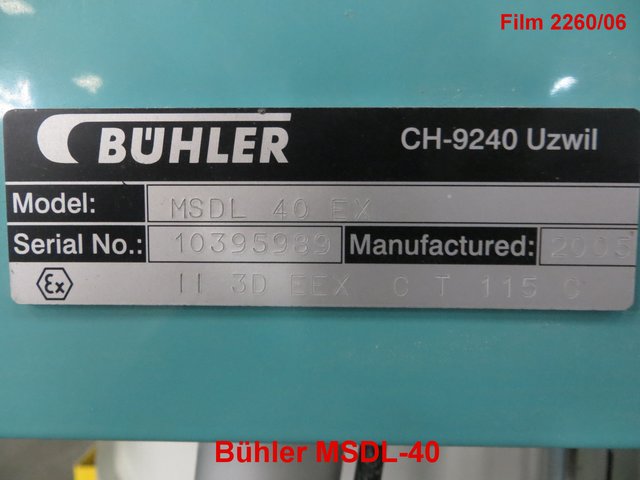 Film 2260/06
BÜHLER
CH-9240 Uzwil
Model: MSDL 40 EX
Serial No.: 10395989 Manufactured: 2005
Ex II 3D EEX C T 115 C
Bühler MSDL-40